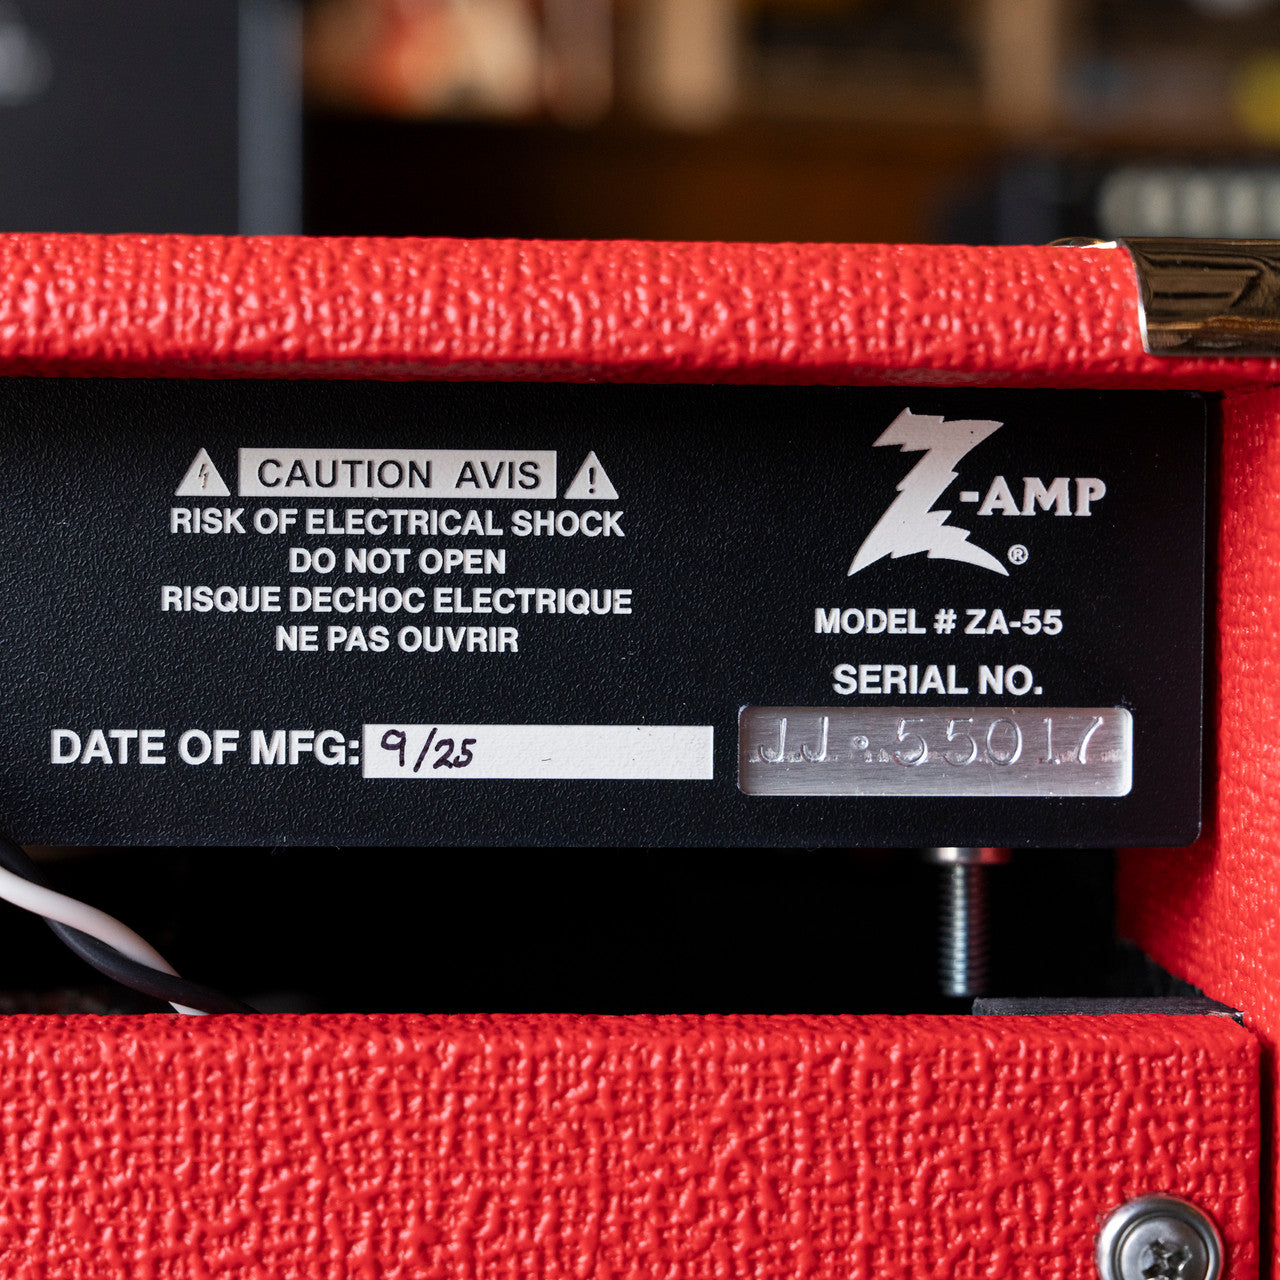 CAUTION AVIS
RISK OF ELECTRICAL SHOCK
DO NOT OPEN
RISQUE DECHOC ELECTRIQUE
NE PAS OUVRIR
DATE OF MFG: 9/25
Z-AMP®
MODEL # ZA-55
SERIAL NO.
JJ•55017